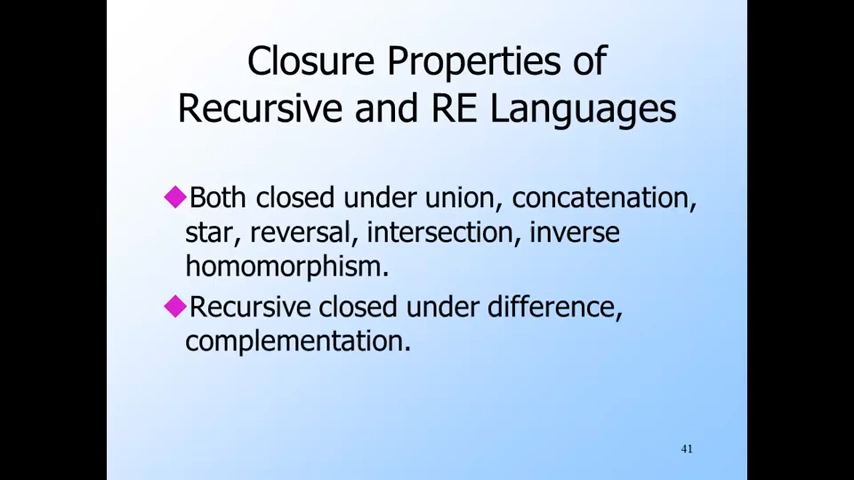 Closure Properties of
Recursive and RE Languages
Both closed under union, concatenation,
star, reversal, intersection, inverse
homomorphism.
Recursive closed under difference,
complementation.
41